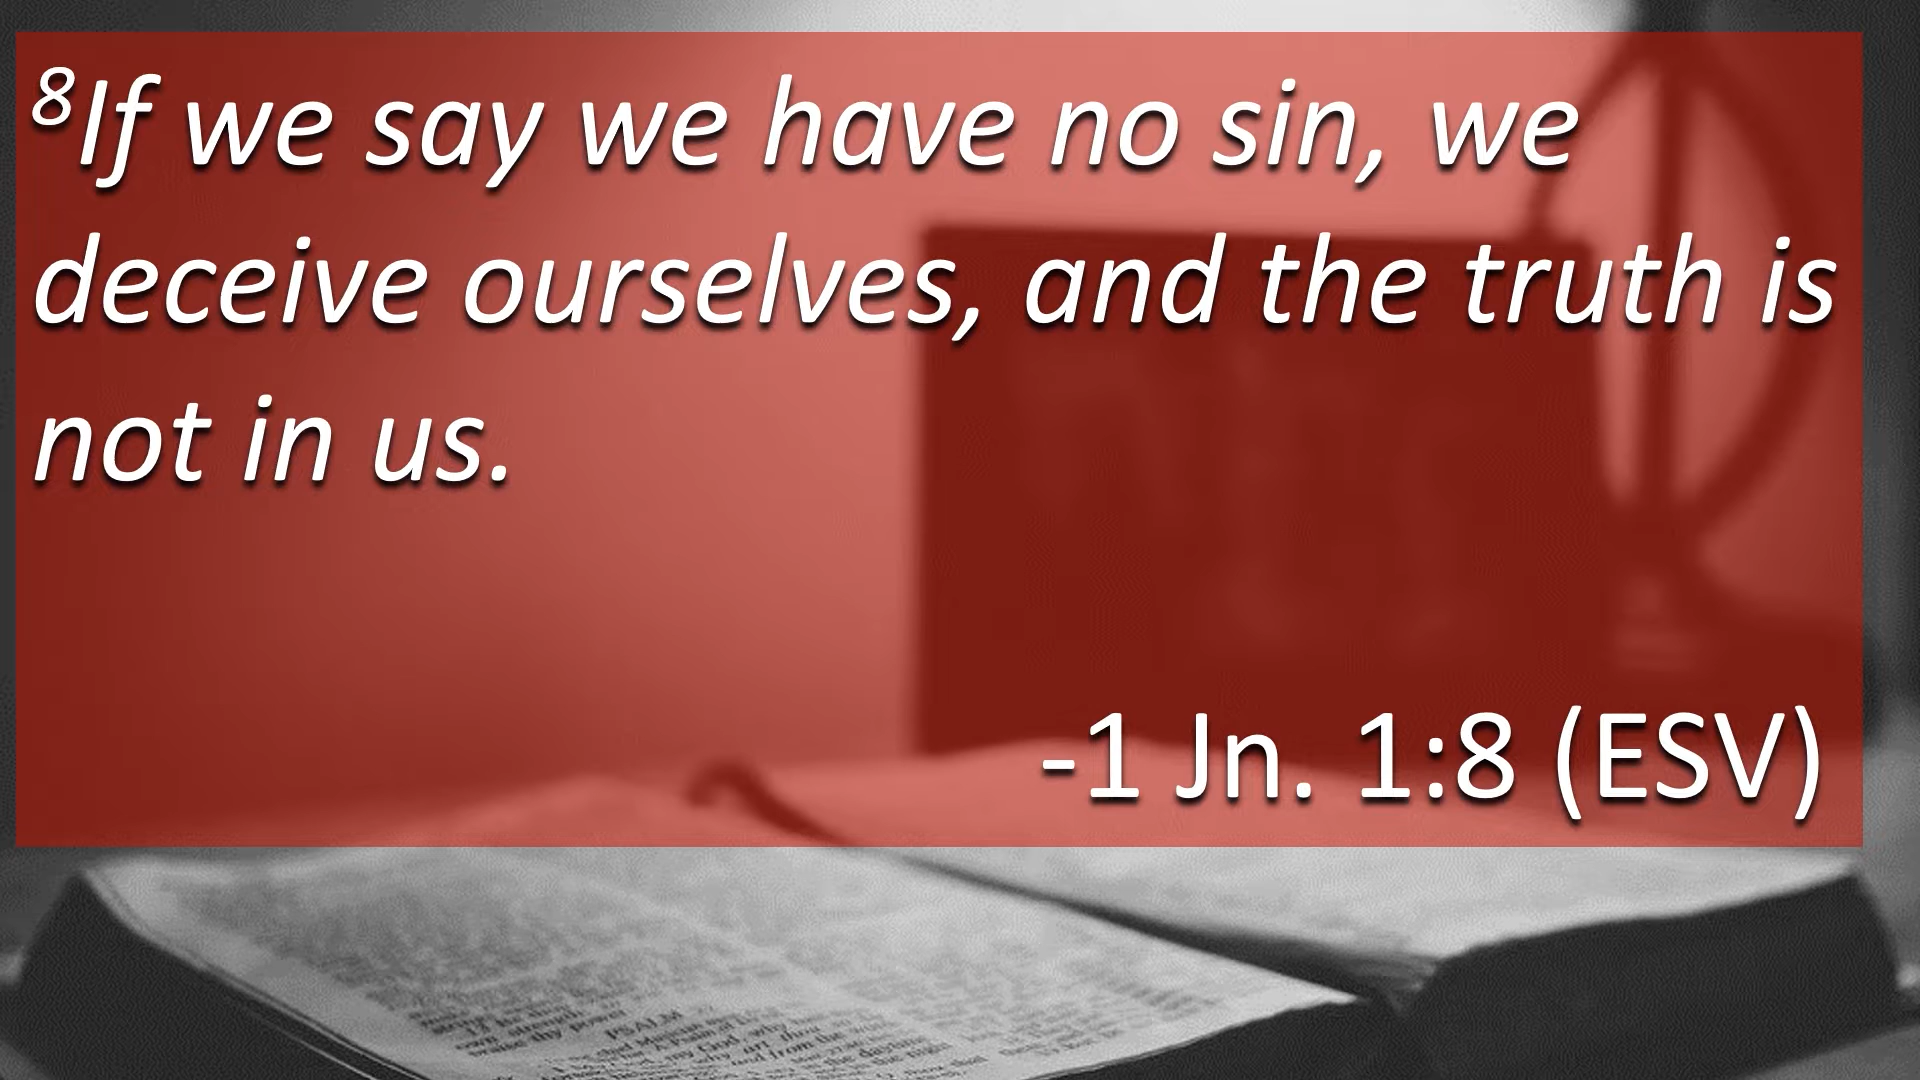 ⁸If we say we have no sin, we
deceive ourselves, and the truth is
not in us.
-1 Jn. 1:8 (ESV)
PSALM